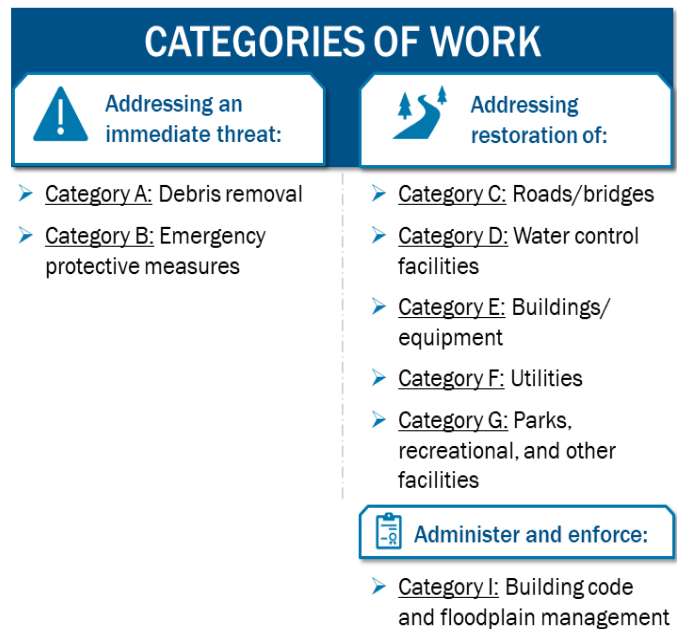 CATEGORIES OF WORK
Addressing an
immediate threat:
Category A: Debris removal
Category B: Emergency
protective measures
Addressing
restoration of:
Category C: Roads/bridges
Category D: Water control
facilities
Category E: Buildings/
equipment
Category F: Utilities
Category G: Parks,
recreational, and other
facilities
Administer and enforce:
Category I: Building code
and floodplain management